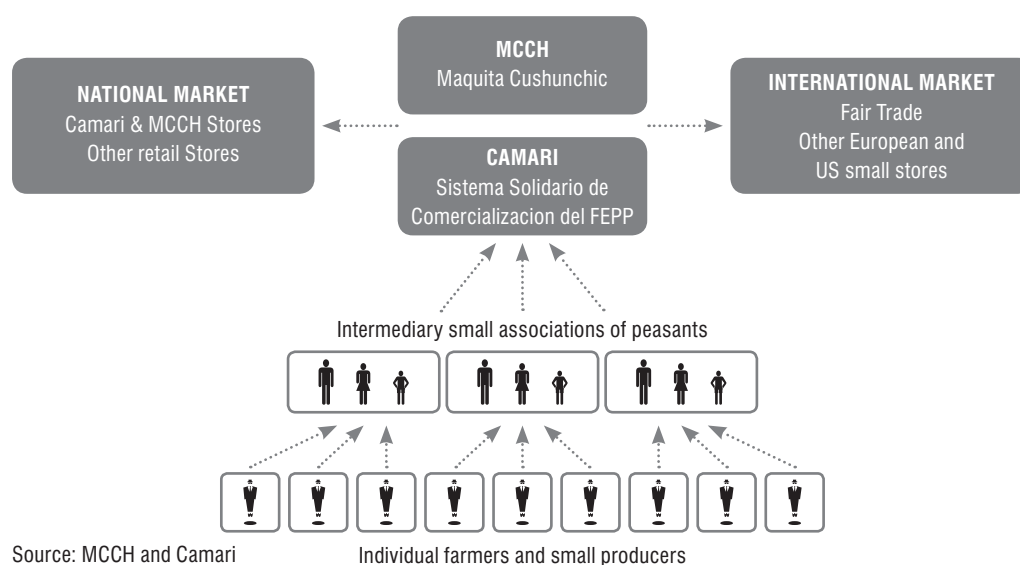 MCCH
Maquita Cushunchic
NATIONAL MARKET
Camari & MCCH Stores
Other retail Stores
INTERNATIONAL MARKET
Fair Trade
Other European and
US small stores
CAMARI
Sistema Solidario de
Comercializacion del FEPP
Intermediary small associations of peasants
Source: MCCH and Camari
Individual farmers and small producers